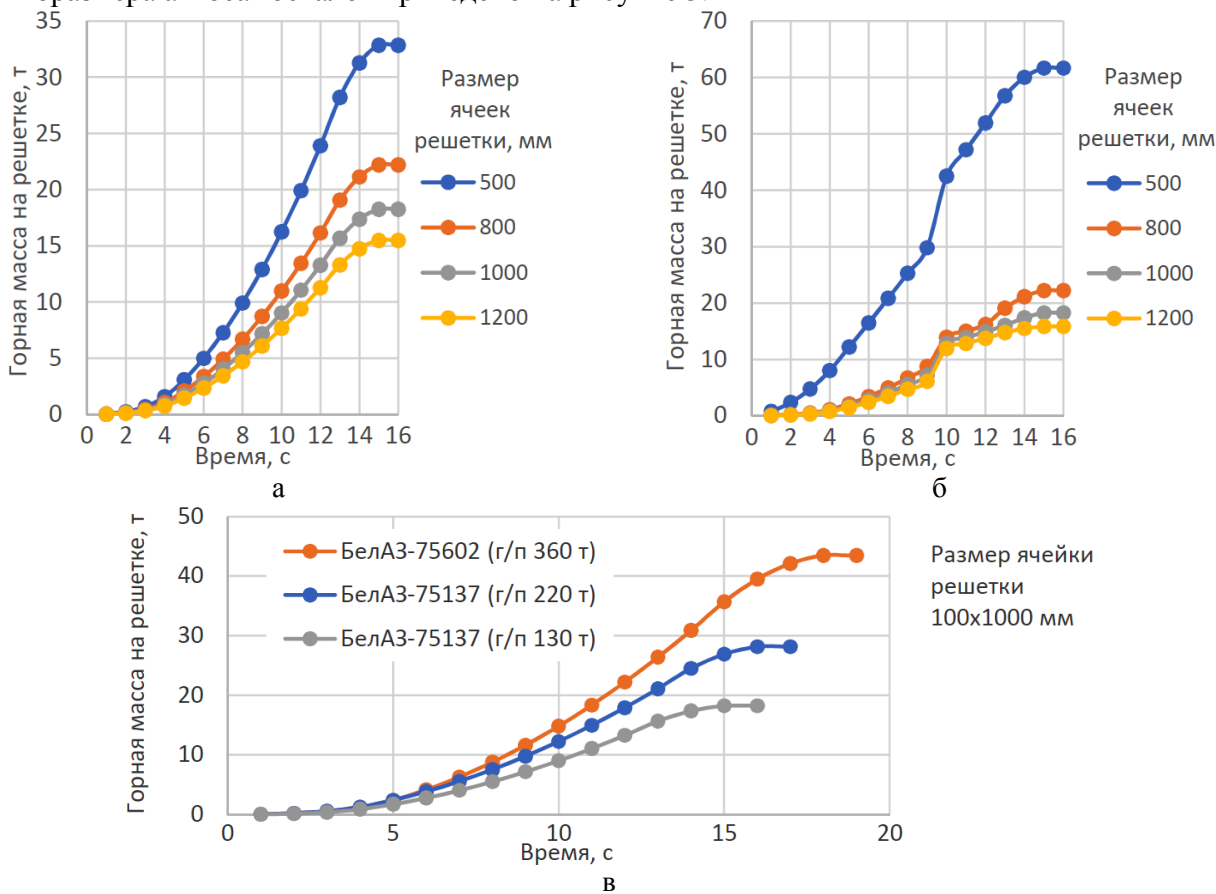 35
30
25
20
15
10
5
0
Горная масса на решетке, т
0 2 4 6 8 10 12 14 16
Время, с
Размер
ячеек
решетки, мм
500
800
1000
1200
а
70
60
50
40
30
20
10
0
Горная масса на решетке, т
0 2 4 6 8 10 12 14 16
Время, с
Размер
ячеек
решетки, мм
500
800
1000
1200
б
50
40
30
20
10
0
Горная масса на решетке, т
БелАЗ-75602 (г/п 360 т)
БелАЗ-75137 (г/п 220 т)
БелАЗ-75137 (г/п 130 т)
0 5 10 15 20
Время, с
Размер ячейки
решетки
100х1000 мм
в